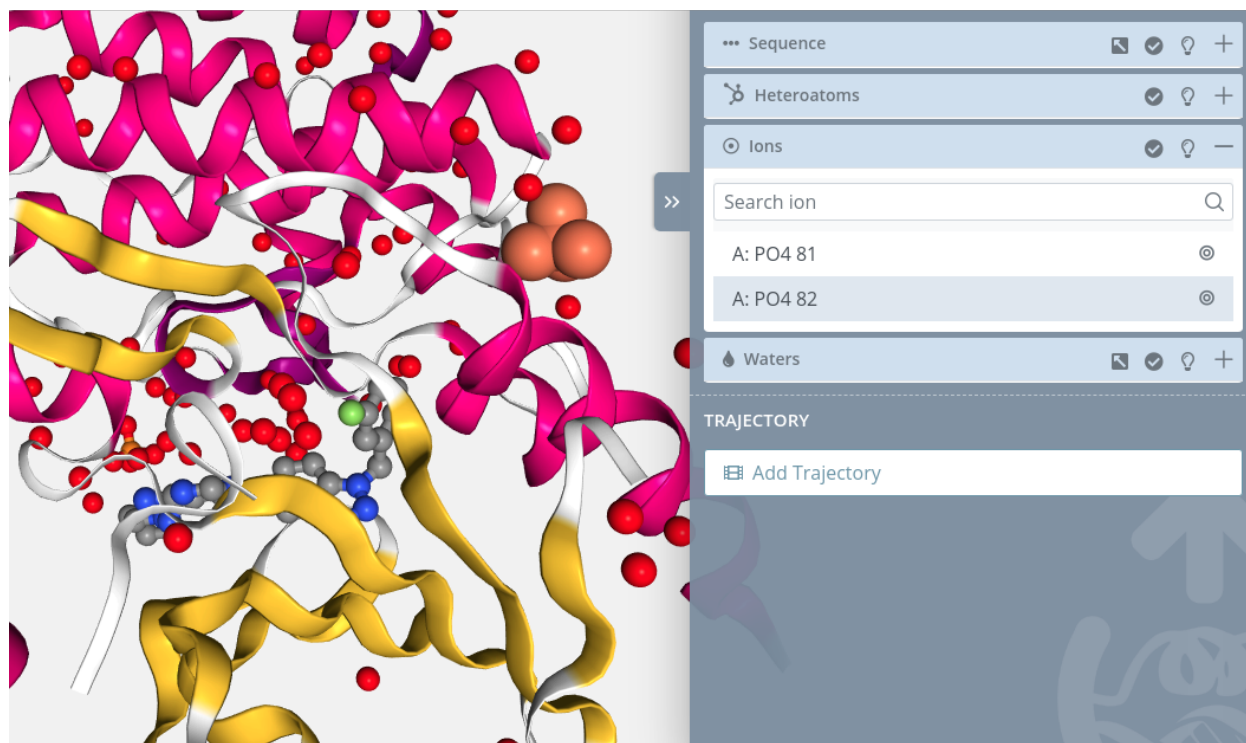 Sequence
Heteroatoms
Ions
Search ion
A: PO4 81
A: PO4 82
Waters
TRAJECTORY
Add Trajectory